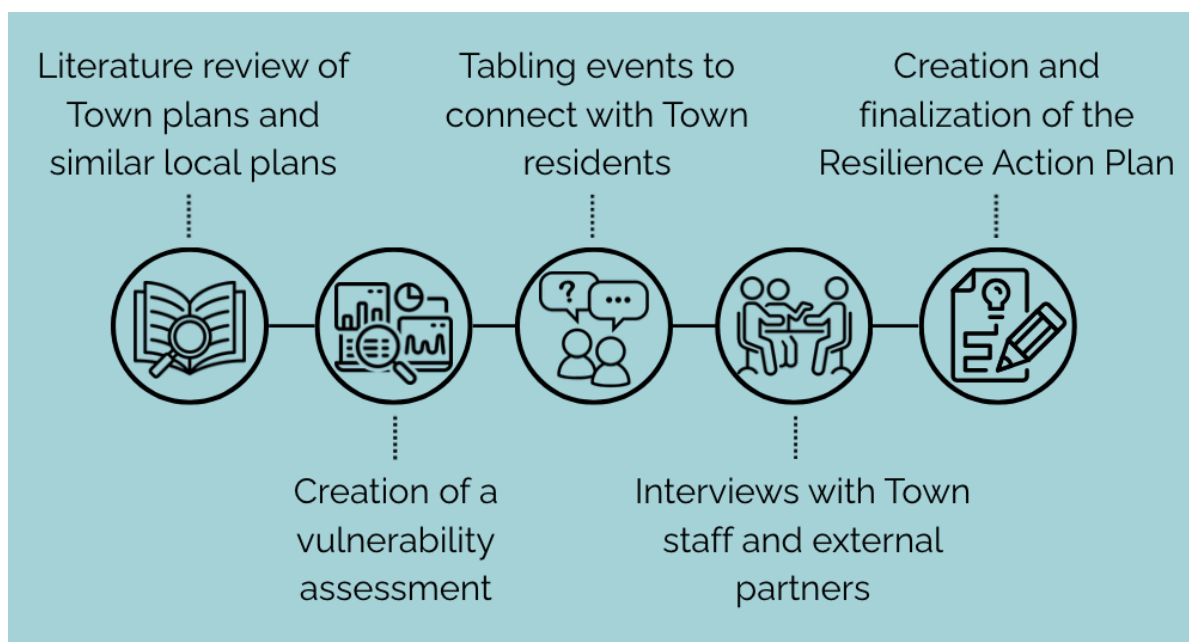 Literature review of
Town plans and
similar local plans
Creation of a
vulnerability
assessment
Tabling events to
connect with Town
residents
?
...
Interviews with Town
staff and external
partners
Creation and
finalization of the
Resilience Action Plan